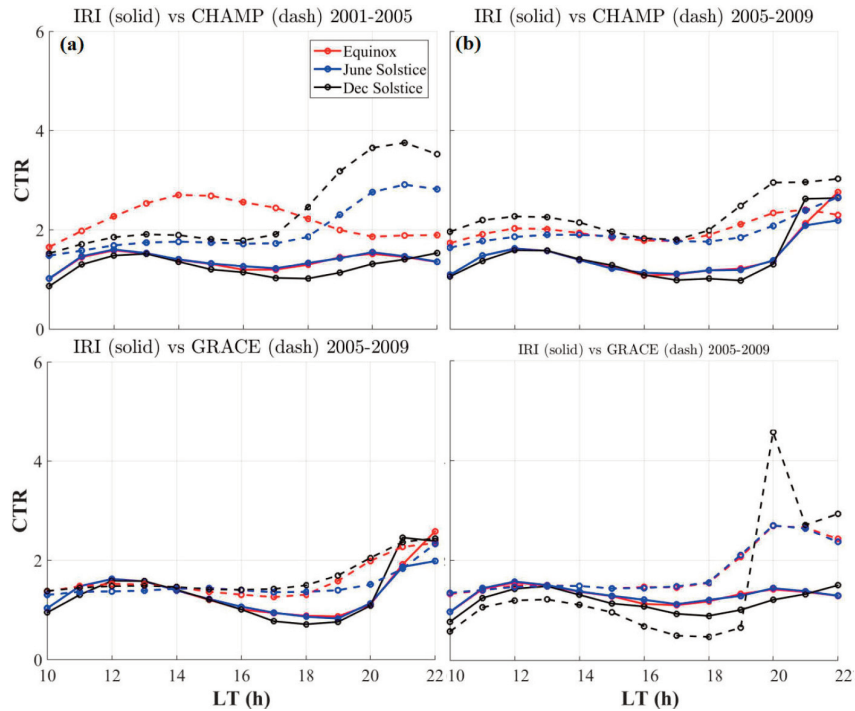 IRI (solid) vs CHAMP (dash) 2001-2005
IRI (solid) vs CHAMP (dash) 2005-2009
6
(a)
(b)
Equinox
June Solstice
Dec Solstice
4
CTR
2
0
IRI (solid) vs GRACE (dash) 2005-2009
IRI (solid) vs GRACE (dash) 2005-2009
6
4
CTR
2
0
10 12 14 16 18 20 22
10 12 14 16 18 20 22
LT (h)
LT (h)